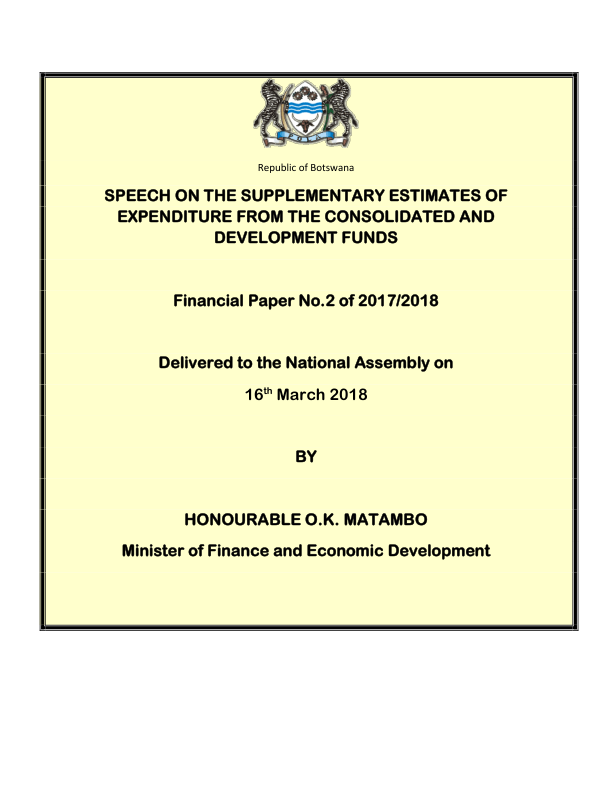 PULA
Republic of Botswana
SPEECH ON THE SUPPLEMENTARY ESTIMATES OF
EXPENDITURE FROM THE CONSOLIDATED AND
DEVELOPMENT FUNDS
Financial Paper No.2 of 2017/2018
Delivered to the National Assembly on
16th March 2018
BY
HONOURABLE O.K. MATAMBO
Minister of Finance and Economic Development